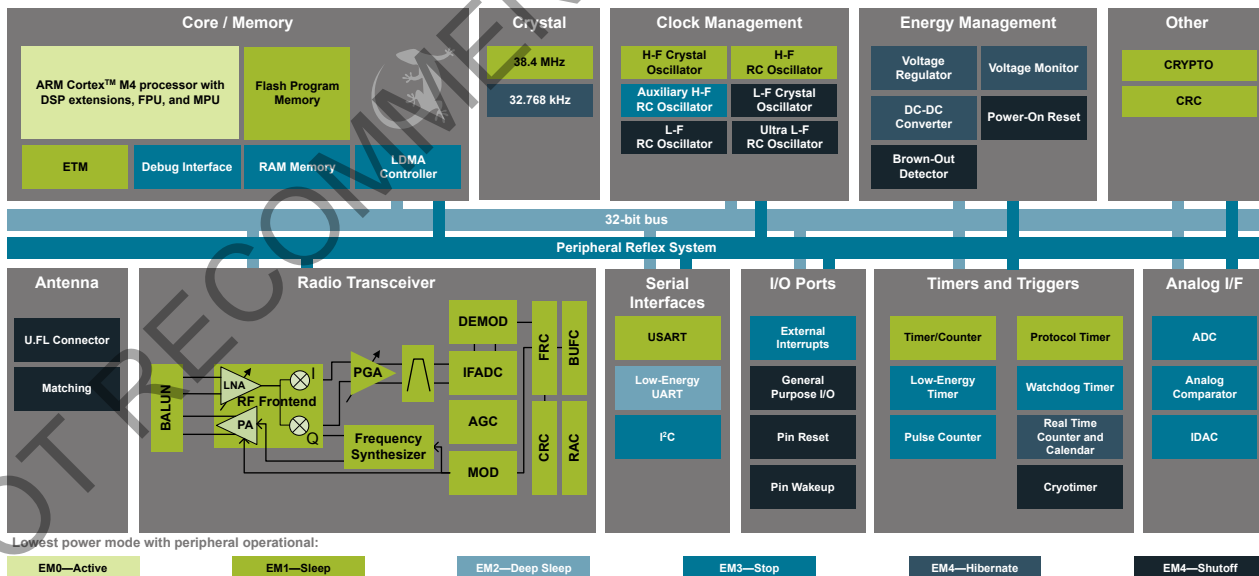 Core / Memory
ARM Cortex™ M4 processor with
DSP extensions, FPU, and MPU
Flash Program
Memory
ETM
Debug Interface
RAM Memory
LDMA
Controller
Crystal
38.4 MHz
32.768 kHz
Clock Management
H-F Crystal
Oscillator
H-F
RC Oscillator
Auxiliary H-F
RC Oscillator
L-F Crystal
Oscillator
L-F
RC Oscillator
Ultra L-F
RC Oscillator
Energy Management
Voltage
Regulator
Voltage Monitor
DC-DC
Converter
Power-On Reset
Brown-Out
Detector
Other
CRYPTO
CRC
32-bit bus
Peripheral Reflex System
Antenna
U.FL Connector
Matching
Radio Transceiver
BALUN
LNA
RF Frontend
PA
I
Q
PGA
Frequency
Synthesizer
DEMOD
IFADC
AGC
MOD
FRC
BUFC
CRC
RAC
Serial
Interfaces
USART
Low-Energy
UART
I²C
I/O Ports
External
Interrupts
General
Purpose I/O
Pin Reset
Pin Wakeup
Timers and Triggers
Timer/Counter
Protocol Timer
Low-Energy
Timer
Watchdog Timer
Pulse Counter
Real Time
Counter and
Calendar
Cryotimer
Analog I/F
ADC
Analog
Comparator
IDAC
Lowest power mode with peripheral operational:
EM0—Active
EM1—Sleep
EM2—Deep Sleep
EM3—Stop
EM4—Hibernate
EM4—Shutoff